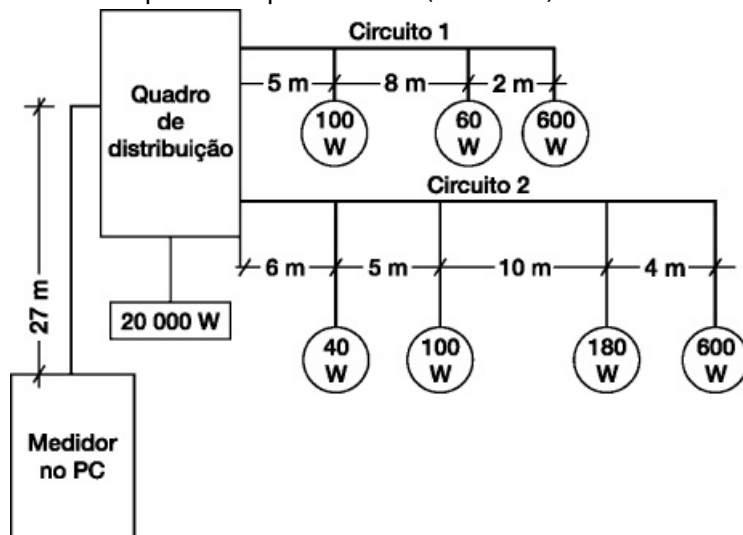 Circuito 1
5 m
8 m
2 m
Quadro
de
distribuição
100
W
60
W
600
W
Circuito 2
27 m
6 m
5 m
10 m
4 m
20 000 W
40
W
100
W
180
W
600
W
Medidor
no PC